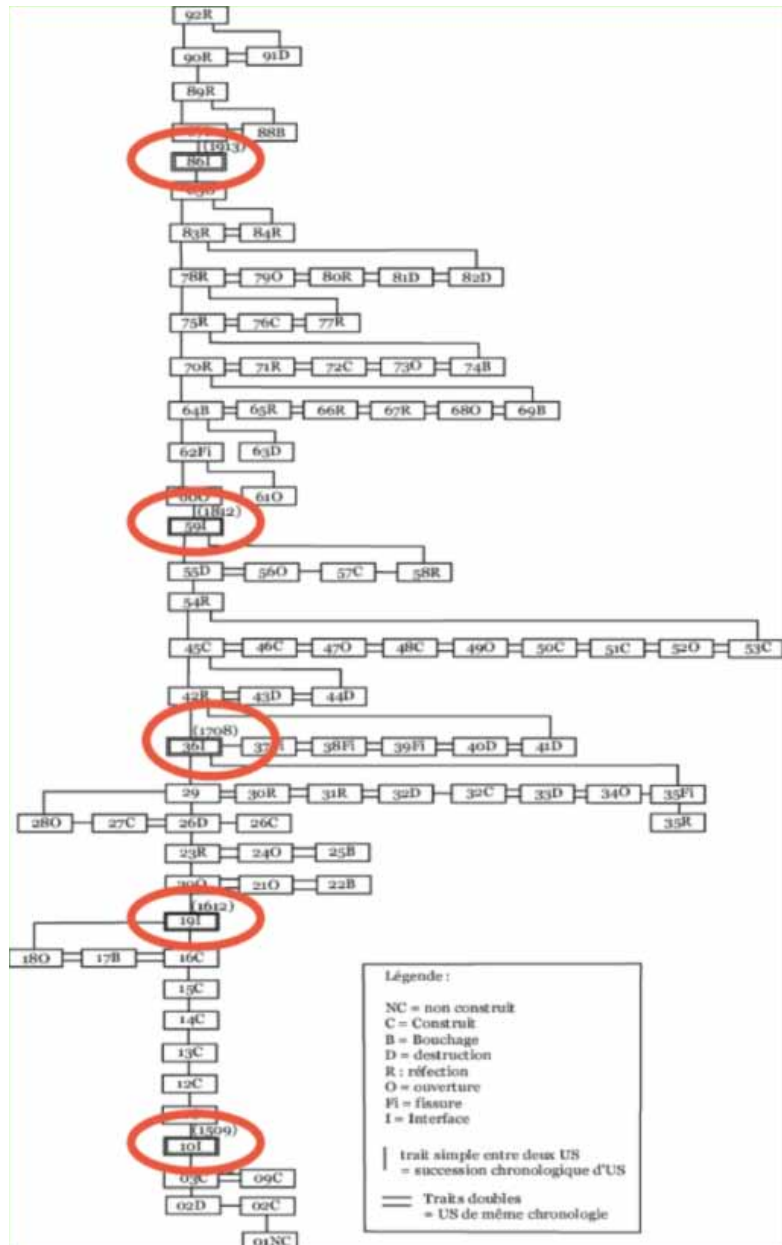 92R
90R 91D
89R
88B
(1913)
86I
83R 84R
78R 79O 80R 81D 82D
75R 76C 77R
70R 71R 72C 73O 74B
64B 65R 66R 67R 68O 69B
62Fi 63D
60O 61O
(1812)
59I
55D 56O 57C 58R
54R
45C 46C 47O 48C 49O 50C 51C 52O 53C
42R 43D 44D
(1708)
36I 37Fi 38Fi 39Fi 40D 41D
29 30R 31R 32D 32C 33D 34O 35Fi
28O 27C 26D 26C 35R
23R 24O 25B
20O 21O 22B
(1612)
19I
18O 17B 16C
15C
14C
13C
12C
(1509)
10I
03C 09C
02D 02C
01NC
Légende :
NC = non construit
C = Construit
B = Bouchage
D = destruction
R : réfection
O = ouverture
Fi = fissure
I = Interface
trait simple entre deux US
= succession chronologique d'US
Traits doubles
= US de même chronologie